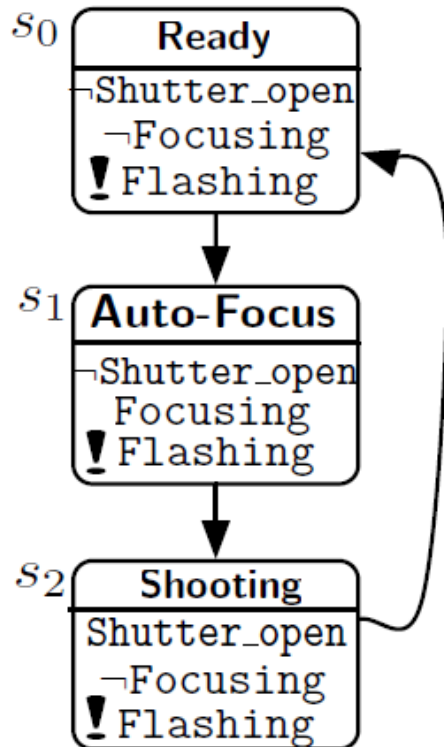 s0 Ready
¬Shutter_open
¬Focusing
!Flashing
s1 Auto-Focus
¬Shutter_open
Focusing
!Flashing
s2 Shooting
Shutter_open
¬Focusing
!Flashing